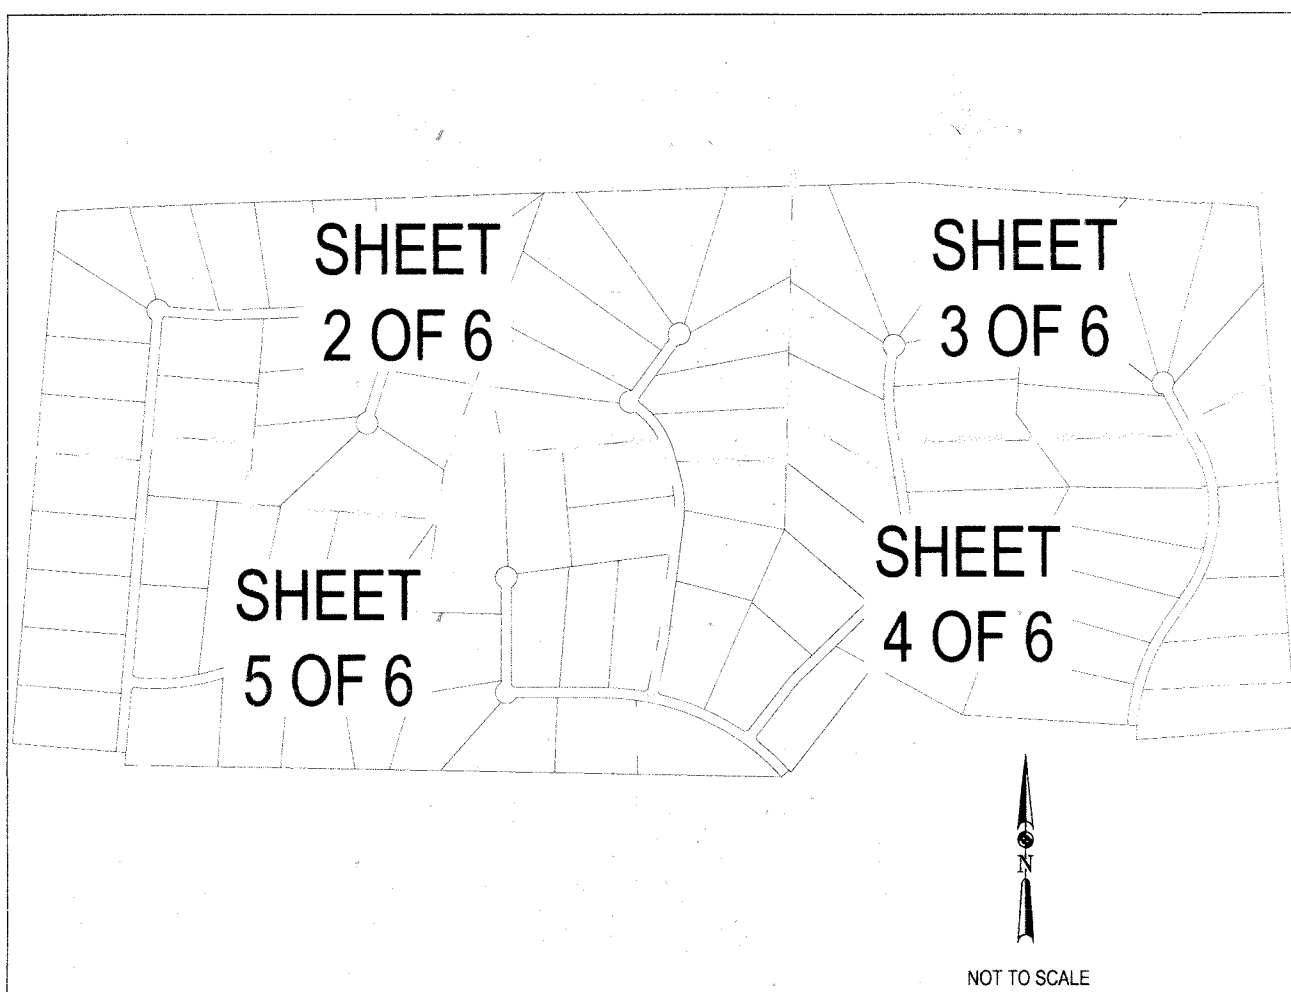 SHEET
2 OF 6
SHEET
3 OF 6
SHEET
5 OF 6
SHEET
4 OF 6
N
NOT TO SCALE